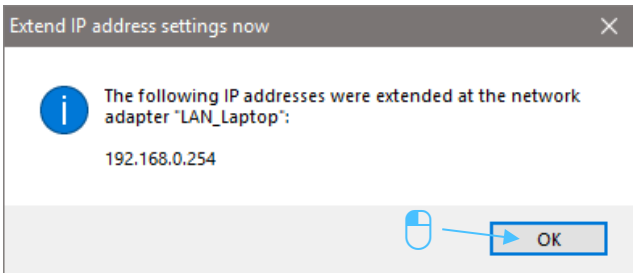 Extend IP address settings now
The following IP addresses were extended at the network
adapter "LAN_Laptop":
192.168.0.254
OK